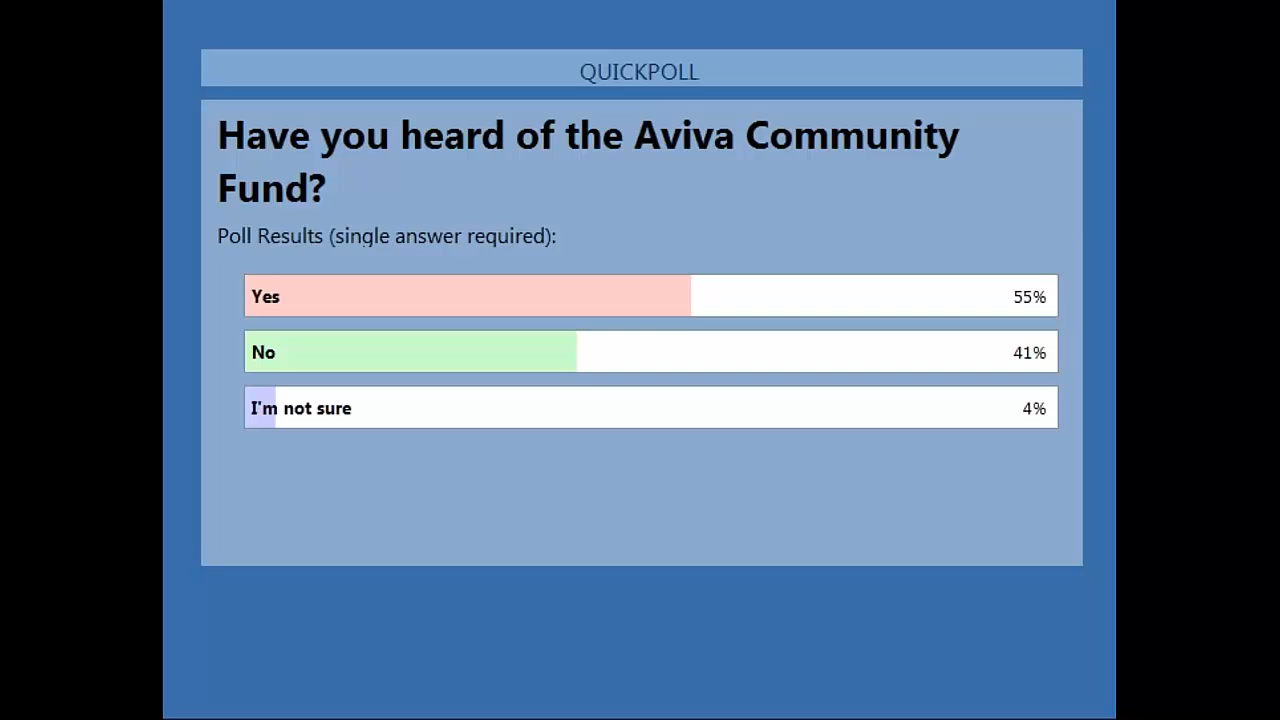 QUICKPOLL
Have you heard of the Aviva Community
Fund?
Poll Results (single answer required):
Yes 55%
No 41%
I'm not sure 4%